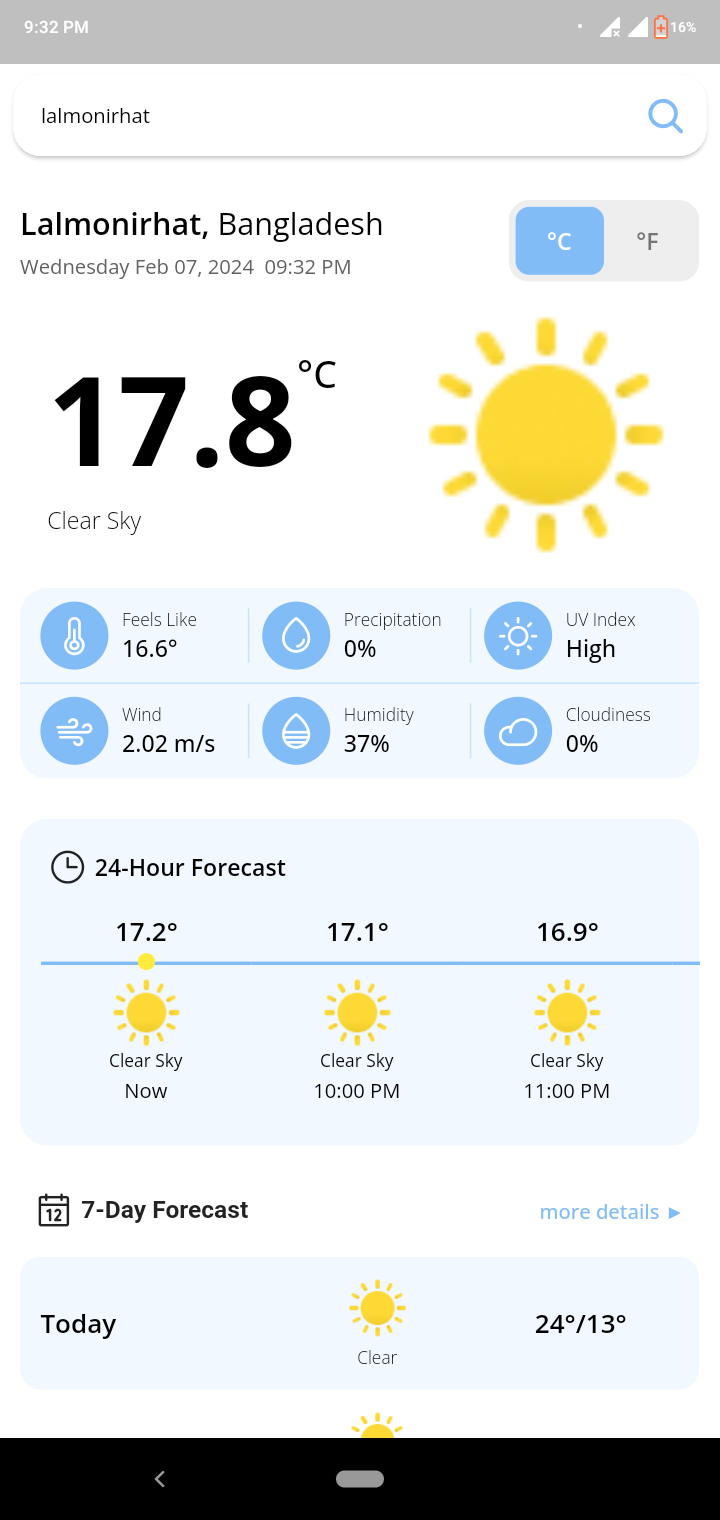 9:32 PM 16%
lalmonirhat
Lalmonirhat, Bangladesh
Wednesday Feb 07, 2024  09:32 PM
°C °F
17.8 °C
Clear Sky
Feels Like Precipitation UV Index
16.6° 0% High
Wind Humidity Cloudiness
2.02 m/s 37% 0%
24-Hour Forecast
17.2° 17.1° 16.9°
Clear Sky Clear Sky Clear Sky
Now 10:00 PM 11:00 PM
12 7-Day Forecast more details ►
Today 24°/13°
Clear